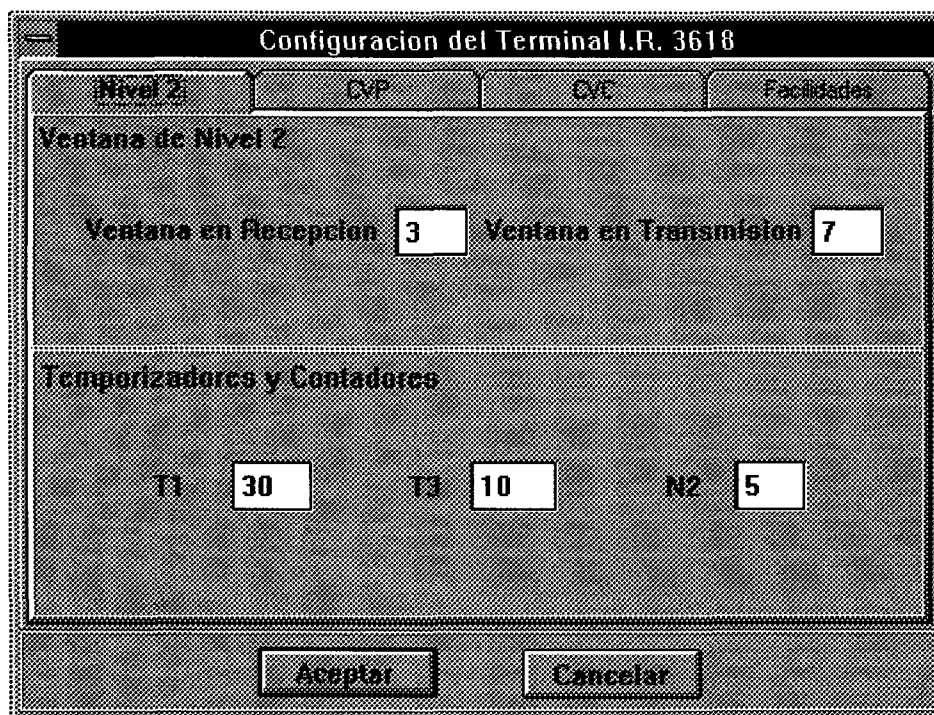 Configuracion del Terminal I.R. 3618
Nivel 2 CVP CVC Facilidades
Ventana de Nivel 2
Ventana en Recepcion 3 Ventana en Transmision 7
Temporizadores y Contadores
T1 30 T3 10 N2 5
Aceptar Cancelar